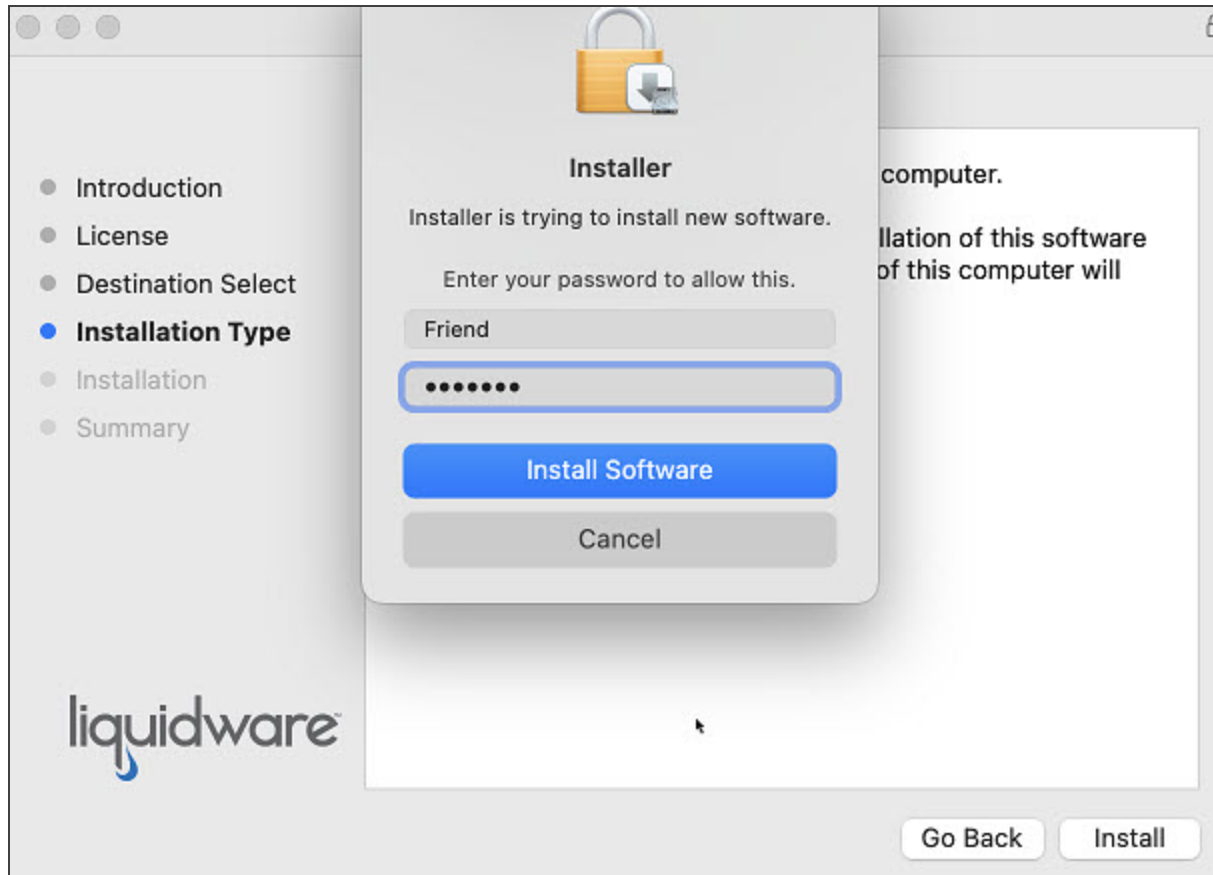 Introduction
License
Destination Select
Installation Type
Installation
Summary
liquidware™
Installer
Installer is trying to install new software.
Enter your password to allow this.
Friend
•••••••
Install Software
Cancel
computer.
llation of this software
of this computer will
Go Back
Install